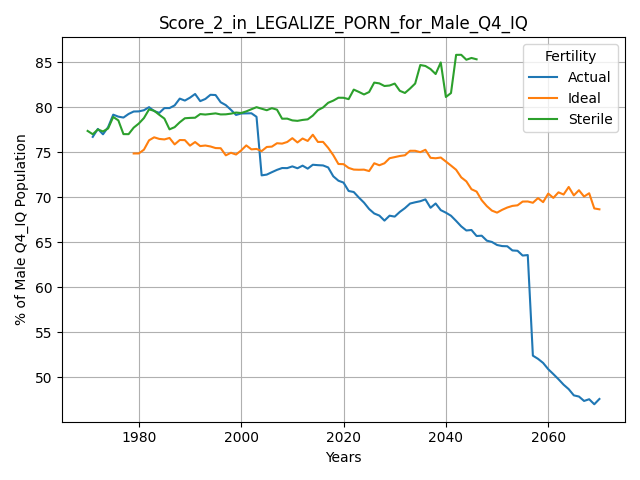 Score_2_in_LEGALIZE_PORN_for_Male_Q4_IQ
% of Male Q4_IQ Population
85
80
75
70
65
60
55
50
Fertility
Actual
Ideal
Sterile
1980
2000
2020
2040
2060
Years